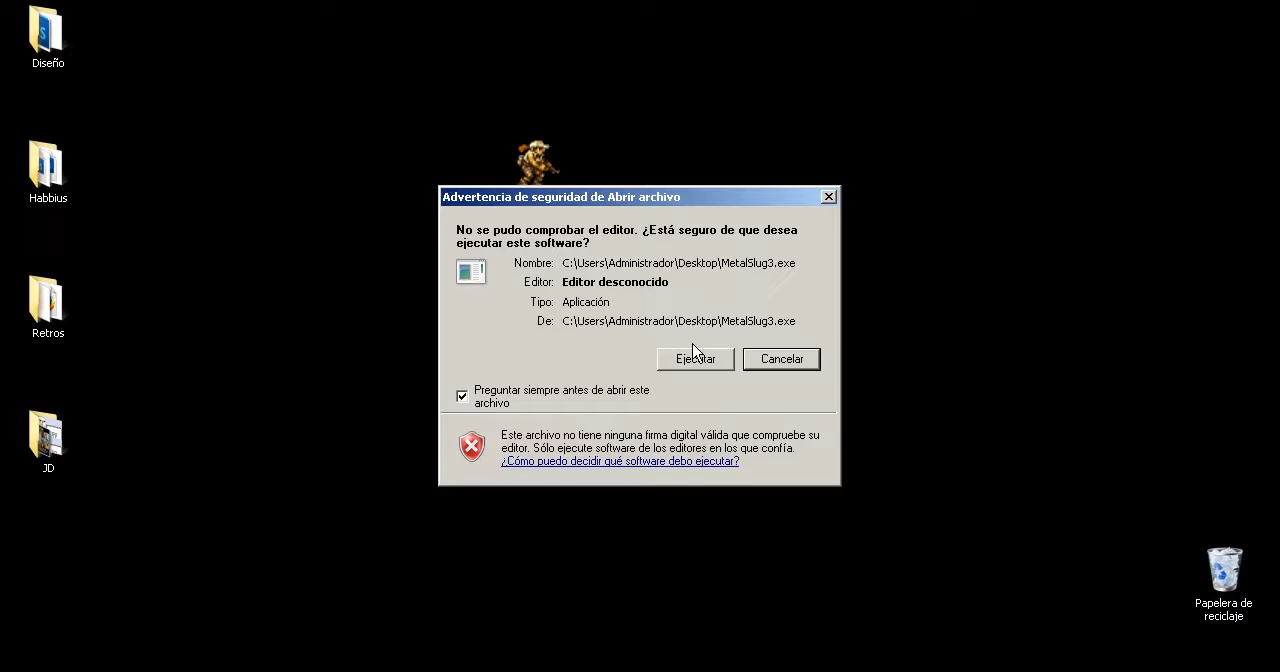 Diseño
Habbius
Retros
JD
Advertencia de seguridad de Abrir archivo
No se pudo comprobar el editor. ¿Está seguro de que desea
ejecutar este software?
Nombre: C:\Users\Administrador\Desktop\MetalSlug3.exe
Editor: Editor desconocido
Tipo: Aplicación
De: C:\Users\Administrador\Desktop\MetalSlug3.exe
Ejecutar Cancelar
Preguntar siempre antes de abrir este
archivo
Este archivo no tiene ninguna firma digital válida que compruebe su
editor. Sólo ejecute software de los editores en los que confía.
¿Cómo puedo decidir qué software debo ejecutar?
Papelera de
reciclaje